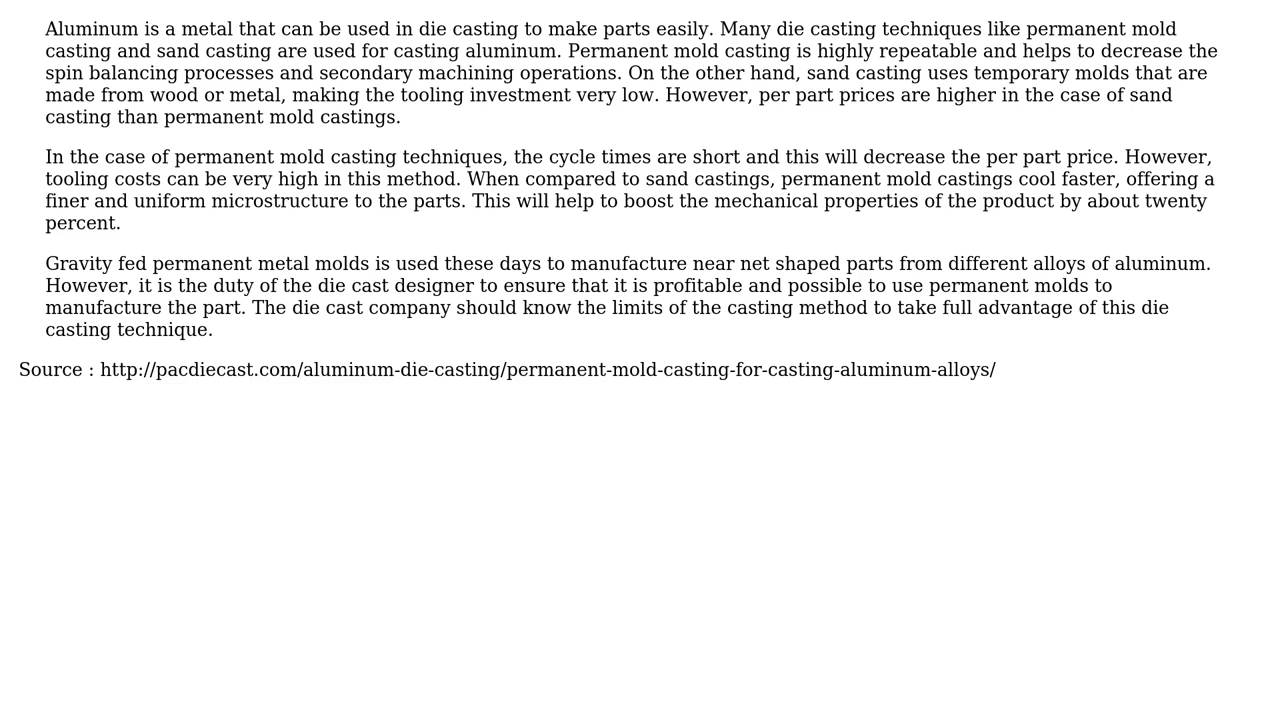 Aluminum is a metal that can be used in die casting to make parts easily. Many die casting techniques like permanent mold
casting and sand casting are used for casting aluminum. Permanent mold casting is highly repeatable and helps to decrease the
spin balancing processes and secondary machining operations. On the other hand, sand casting uses temporary molds that are
made from wood or metal, making the tooling investment very low. However, per part prices are higher in the case of sand
casting than permanent mold castings.
In the case of permanent mold casting techniques, the cycle times are short and this will decrease the per part price. However,
tooling costs can be very high in this method. When compared to sand castings, permanent mold castings cool faster, offering a
finer and uniform microstructure to the parts. This will help to boost the mechanical properties of the product by about twenty
percent.
Gravity fed permanent metal molds is used these days to manufacture near net shaped parts from different alloys of aluminum.
However, it is the duty of the die cast designer to ensure that it is profitable and possible to use permanent molds to
manufacture the part. The die cast company should know the limits of the casting method to take full advantage of this die
casting technique.
Source : http://pacdiecast.com/aluminum-die-casting/permanent-mold-casting-for-casting-aluminum-alloys/